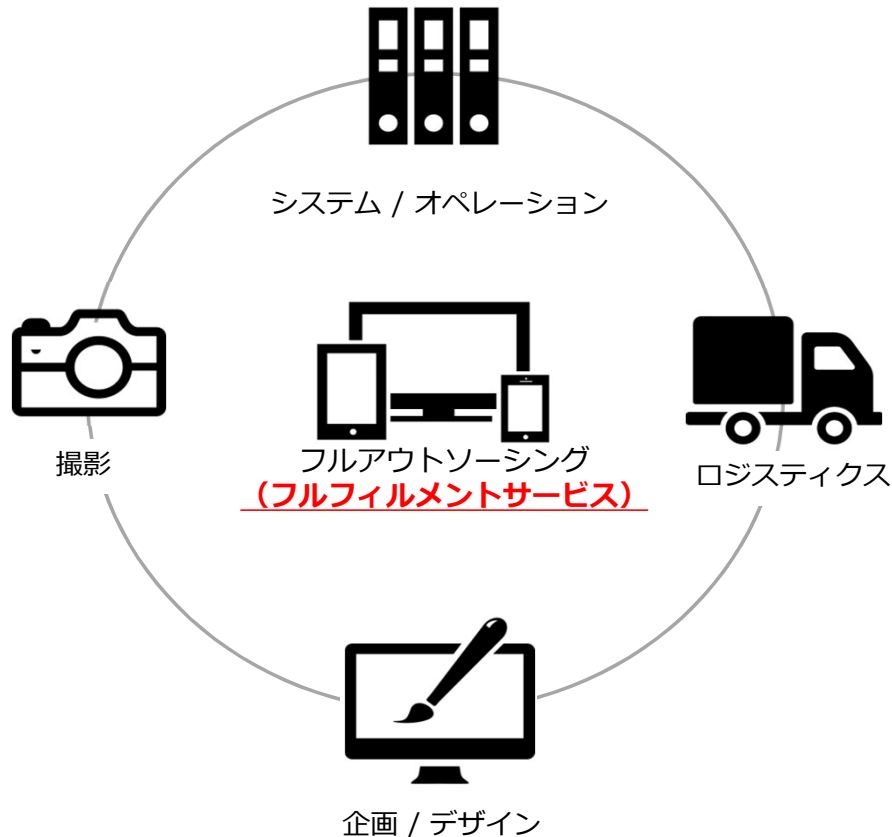 システム / オペレーション
撮影
フルアウトソーシング
（フルフィルメントサービス）
ロジスティクス
企画 / デザイン